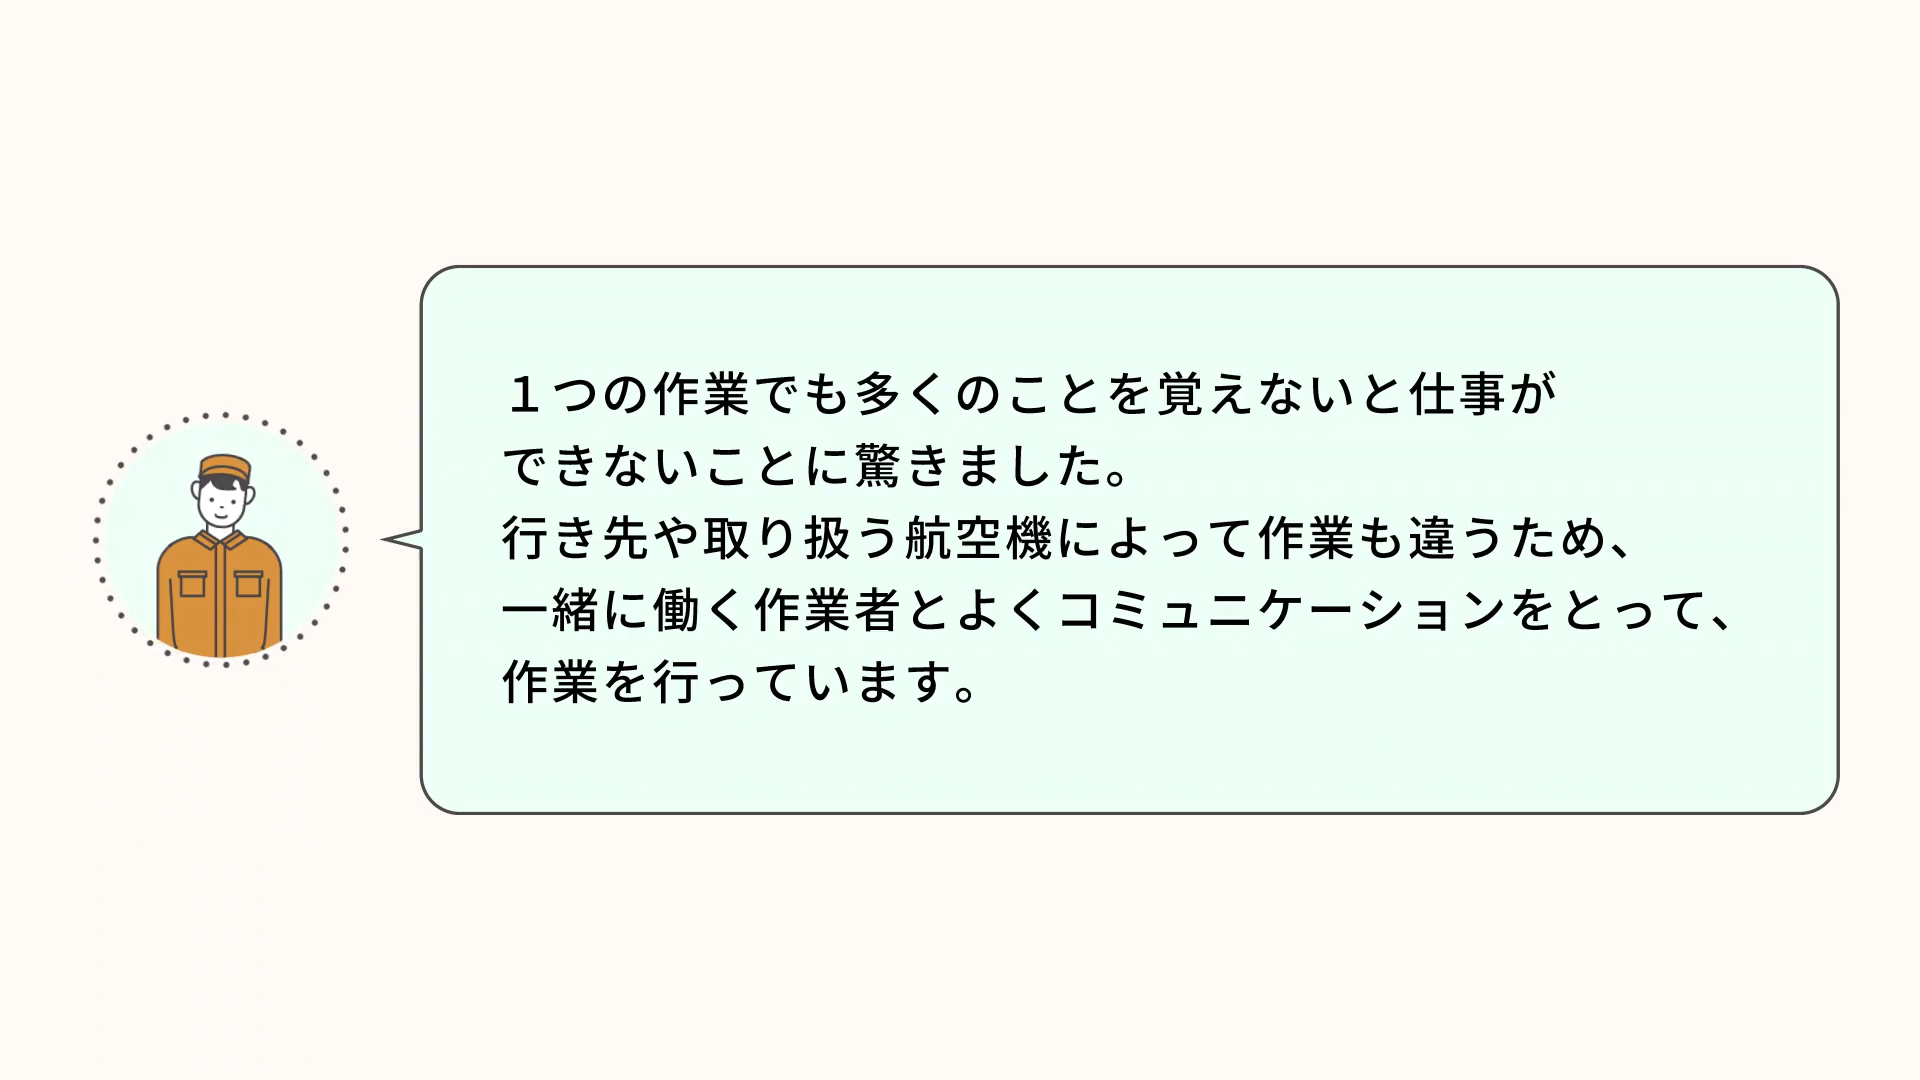 １つの作業でも多くのことを覚えないと仕事が
できないことに驚きました。
行き先や取り扱う航空機によって作業も違うため、
一緒に働く作業者とよくコミュニケーションをとって、
作業を行っています。